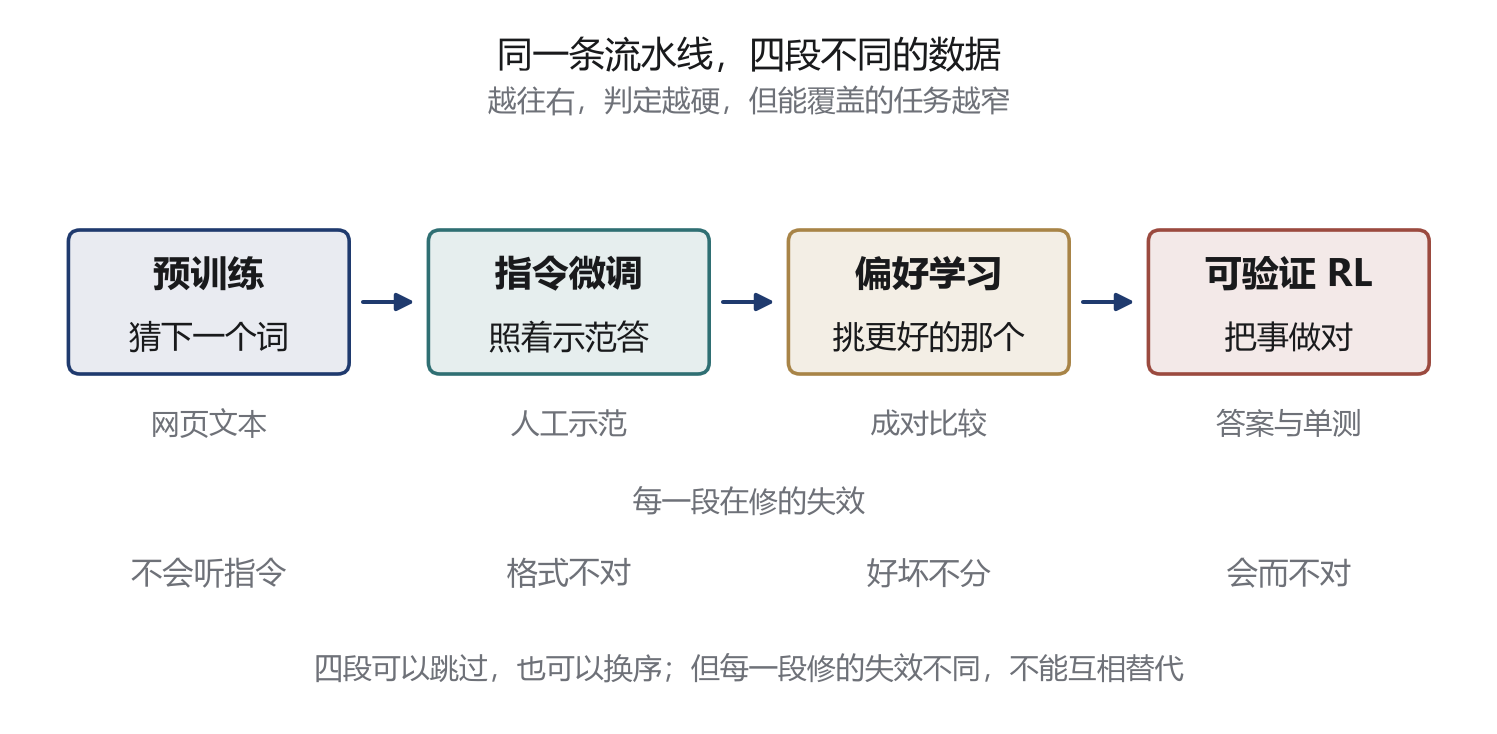 同一条流水线，四段不同的数据
越往右，判定越硬，但能覆盖的任务越窄
预训练
猜下一个词
网页文本
指令微调
照着示范答
人工示范
偏好学习
挑更好的那个
成对比较
可验证 RL
把事做对
答案与单测
每一段在修的失效
不会听指令
格式不对
好坏不分
会而不对
四段可以跳过，也可以换序；但每一段修的失效不同，不能互相替代